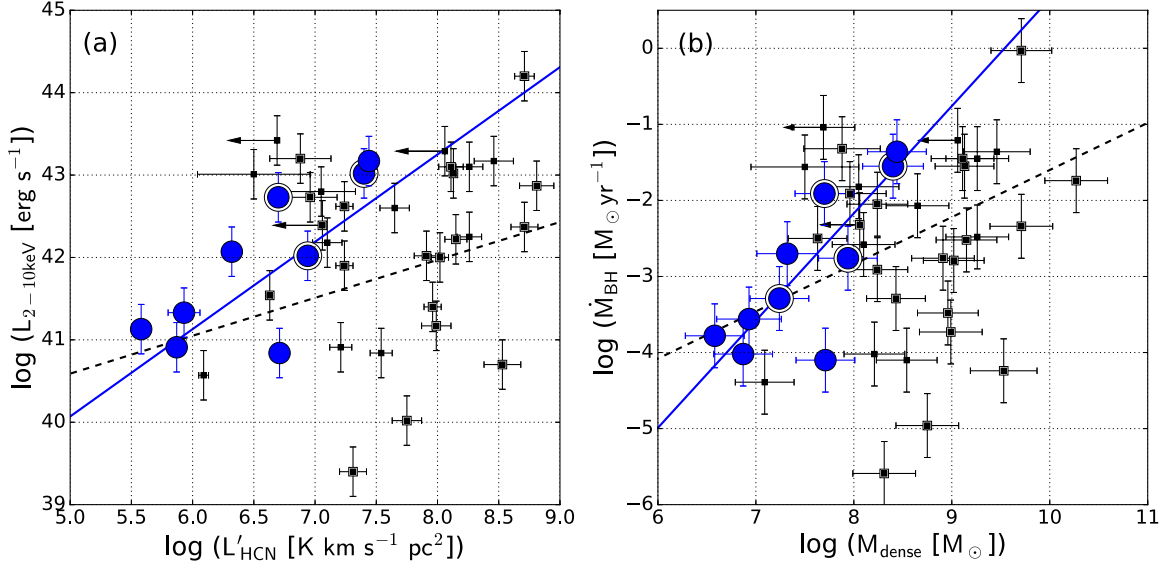 (a)
45
44
43
42
41
40
39
log (L₂₋₁₀keV [erg s⁻¹])
5.0 5.5 6.0 6.5 7.0 7.5 8.0 8.5 9.0
log (L′HCN [K km s⁻¹ pc²])
(b)
0
−1
−2
−3
−4
−5
−6
log (ṀBH [M⊙yr⁻¹])
6 7 8 9 10 11
log (Mdense [M⊙])